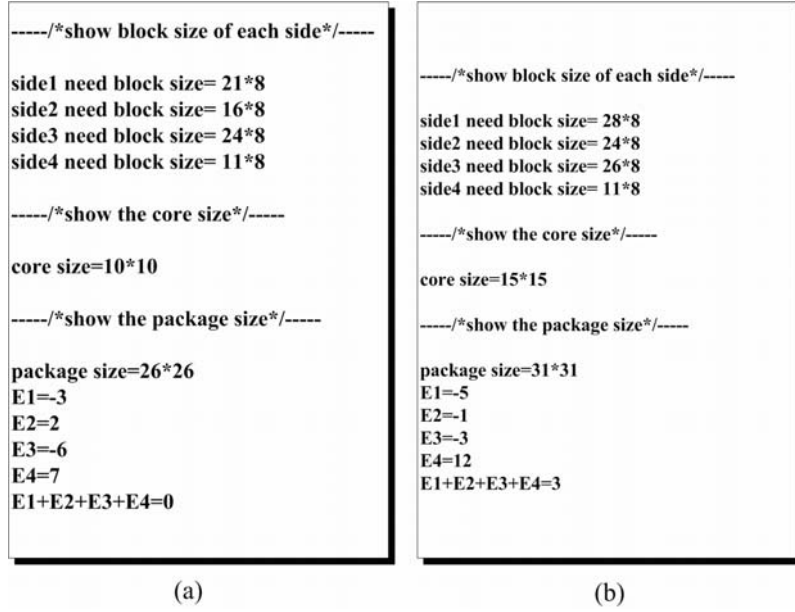 -----/*show block size of each side*/-----
side1 need block size= 21*8
side2 need block size= 16*8
side3 need block size= 24*8
side4 need block size= 11*8
-----/*show the core size*/-----
core size=10*10
-----/*show the package size*/-----
package size=26*26
E1=-3
E2=2
E3=-6
E4=7
E1+E2+E3+E4=0
(a)
-----/*show block size of each side*/-----
side1 need block size= 28*8
side2 need block size= 24*8
side3 need block size= 26*8
side4 need block size= 11*8
-----/*show the core size*/-----
core size=15*15
-----/*show the package size*/-----
package size=31*31
E1=-5
E2=-1
E3=-3
E4=12
E1+E2+E3+E4=3
(b)